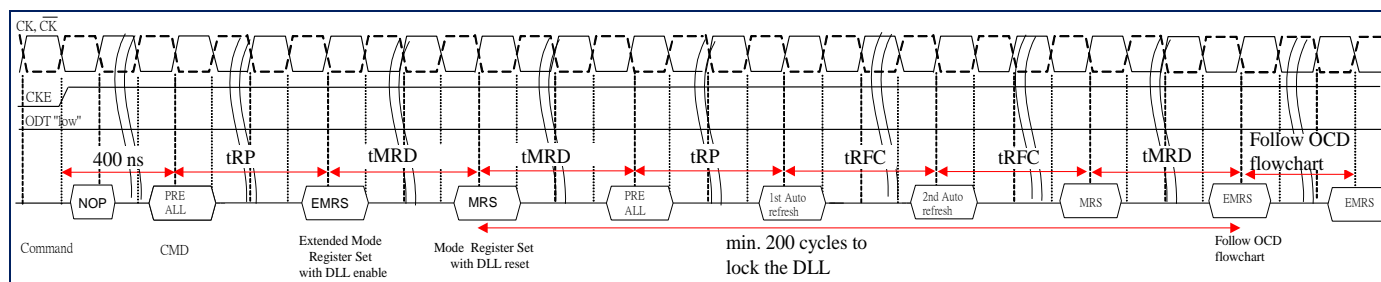 CK, CK
CKE
ODT "low"
400 ns
tRP
tMRD
tMRD
tRP
tRFC
tRFC
tMRD
Follow OCD
flowchart
NOP
PRE
ALL
EMRS
MRS
PRE
ALL
1st Auto
refresh
2nd Auto
refresh
MRS
EMRS
EMRS
Command
CMD
Extended Mode
Register Set
with DLL enable
Mode Register Set
with DLL reset
min. 200 cycles to
lock the DLL
Follow OCD
flowchart